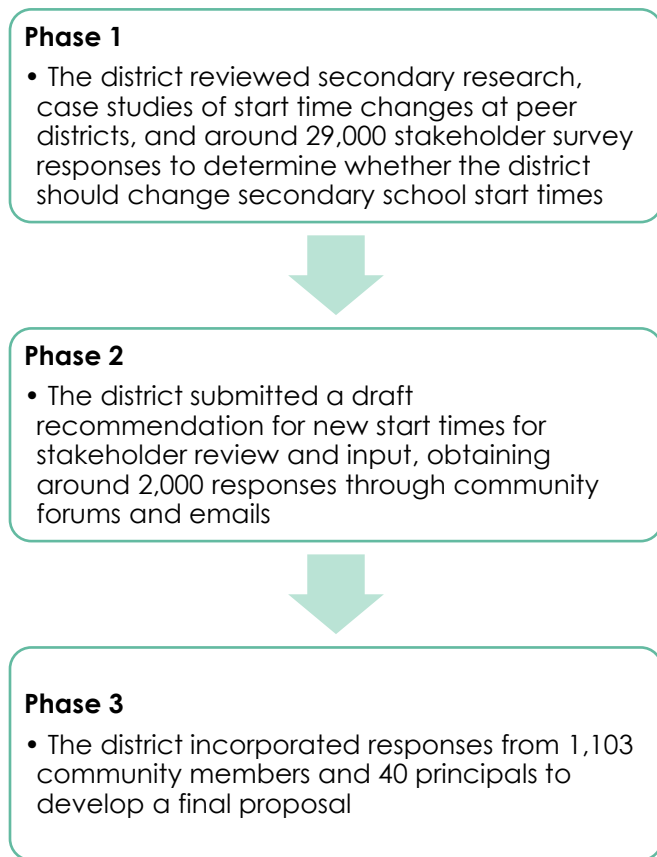 Phase 1
• The district reviewed secondary research,
case studies of start time changes at peer
districts, and around 29,000 stakeholder survey
responses to determine whether the district
should change secondary school start times
Phase 2
• The district submitted a draft
recommendation for new start times for
stakeholder review and input, obtaining
around 2,000 responses through community
forums and emails
Phase 3
• The district incorporated responses from 1,103
community members and 40 principals to
develop a final proposal